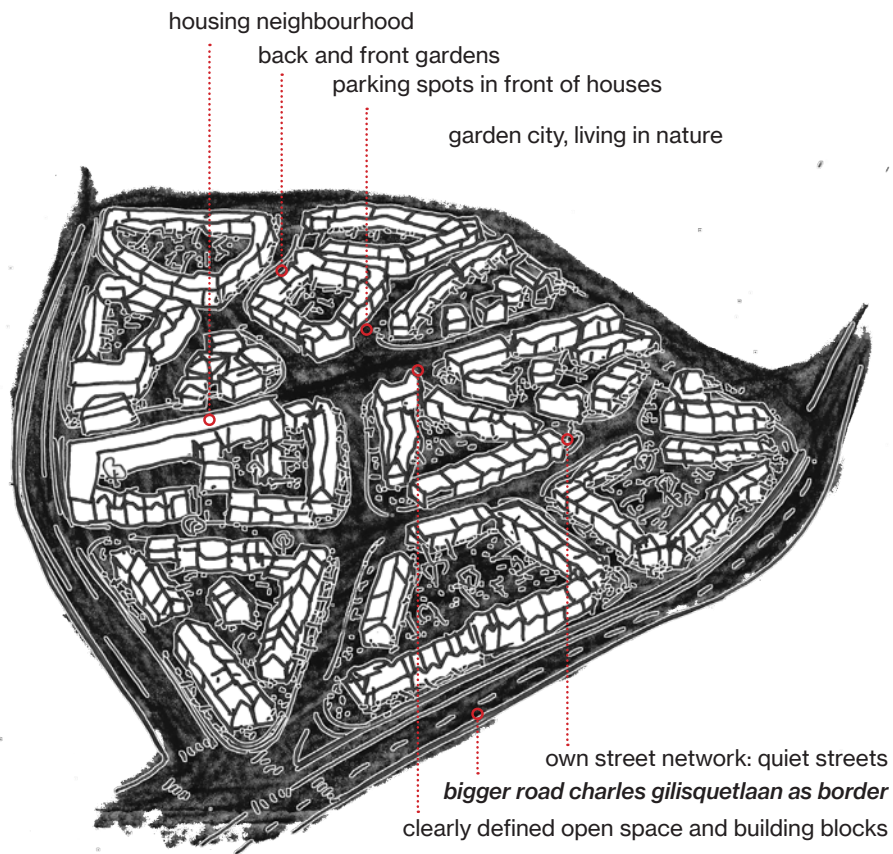 housing neighbourhood
back and front gardens
parking spots in front of houses
garden city, living in nature
own street network: quiet streets
bigger road charles gilisquetlaan as border
clearly defined open space and building blocks